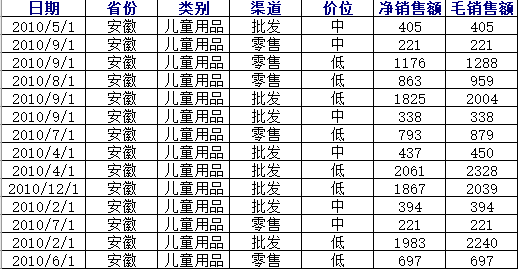 日期 省份 类别 渠道 价位 净销售额 毛销售额
2010/5/1 安徽 儿童用品 批发 中 405 405
2010/9/1 安徽 儿童用品 零售 中 221 221
2010/9/1 安徽 儿童用品 零售 低 1176 1288
2010/8/1 安徽 儿童用品 零售 低 863 959
2010/9/1 安徽 儿童用品 批发 低 1825 2004
2010/9/1 安徽 儿童用品 批发 中 338 338
2010/7/1 安徽 儿童用品 零售 低 793 879
2010/4/1 安徽 儿童用品 批发 中 437 450
2010/4/1 安徽 儿童用品 批发 低 2061 2328
2010/12/1 安徽 儿童用品 批发 低 1867 2039
2010/2/1 安徽 儿童用品 批发 中 394 394
2010/7/1 安徽 儿童用品 零售 中 221 221
2010/2/1 安徽 儿童用品 批发 低 1983 2240
2010/6/1 安徽 儿童用品 零售 低 697 697